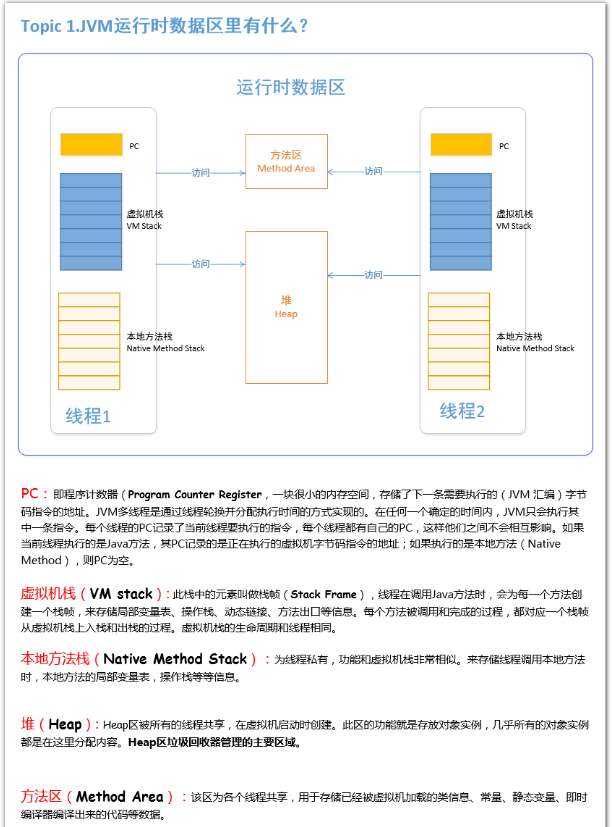 Topic 1.JVM运行时数据区里有什么？
运行时数据区
PC
虚拟机栈
VM Stack
本地方法栈
Native Method Stack
线程1
访问
访问
方法区
Method Area
堆
Heap
访问
访问
PC
虚拟机栈
VM Stack
本地方法栈
Native Method Stack
线程2
PC：即程序计数器（Program Counter Register，一块很小的内存空间，存储了下一条需要执行的（JVM 汇编）字节
码指令的地址。JVM多线程是通过线程轮换并分配执行时间的方式实现的。在任何一个确定的时间内，JVM只会执行其
中一条指令。每个线程的PC记录了当前线程要执行的指令，每个线程都有自己的PC，这样他们之间不会相互影响。如果
当前线程执行的是Java方法，其PC记录的是正在执行的虚拟机字节码指令的地址；如果执行的是本地方法（Native
Method），则PC为空。
虚拟机栈（VM stack）：此栈中的元素叫做栈帧（Stack Frame），线程在调用Java方法时，会为每一个方法创
建一个栈帧，来存储局部变量表、操作栈、动态链接、方法出口等信息。每个方法被调用和完成的过程，都对应一个栈帧
从虚拟机栈上入栈和出栈的过程。虚拟机栈的生命周期和线程相同。
本地方法栈（Native Method Stack）：为线程私有，功能和虚拟机栈非常相似。来存储线程调用本地方法
时，本地方法的局部变量表，操作栈等等信息。
堆（Heap）：Heap区被所有的线程共享，在虚拟机启动时创建。此区的功能就是存放对象实例，几乎所有的对象实例
都是在这里分配内容。Heap区垃圾回收器管理的主要区域。
方法区（Method Area）：该区为各个线程共享，用于存储已经被虚拟机加载的类信息、常量、静态变量、即时
编译器编译出来的代码等数据。